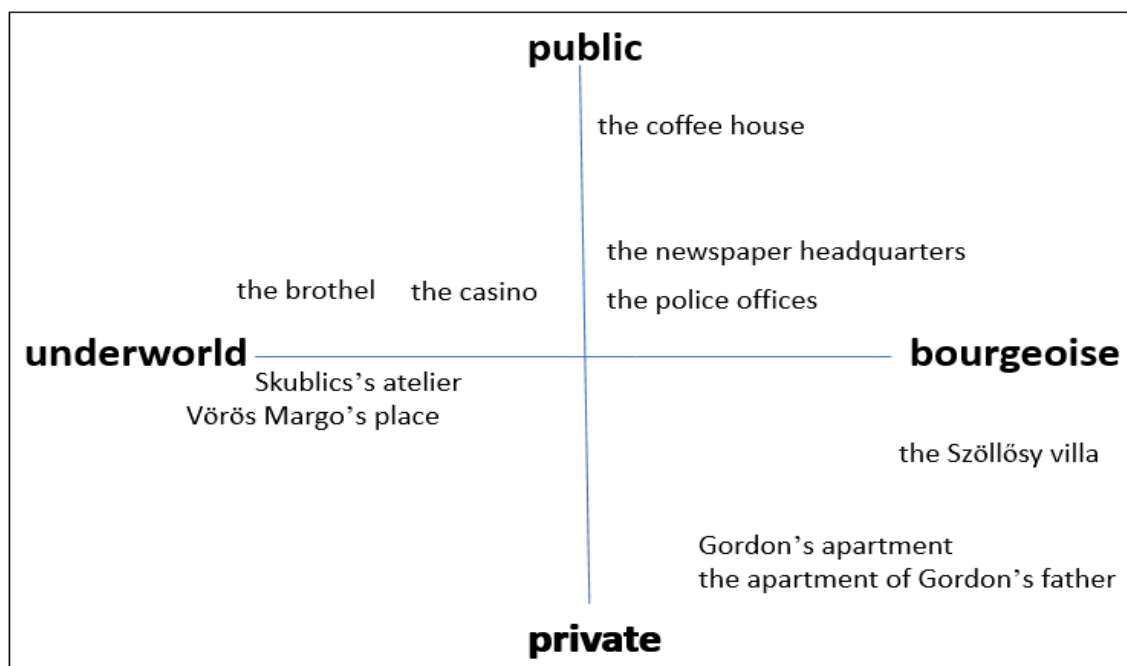 public
the coffee house
the newspaper headquarters
the brothel the casino
the police offices
underworld bourgeoise
Skublics’s atelier
Vörös Margo’s place
the Szöllősy villa
Gordon’s apartment
the apartment of Gordon’s father
private